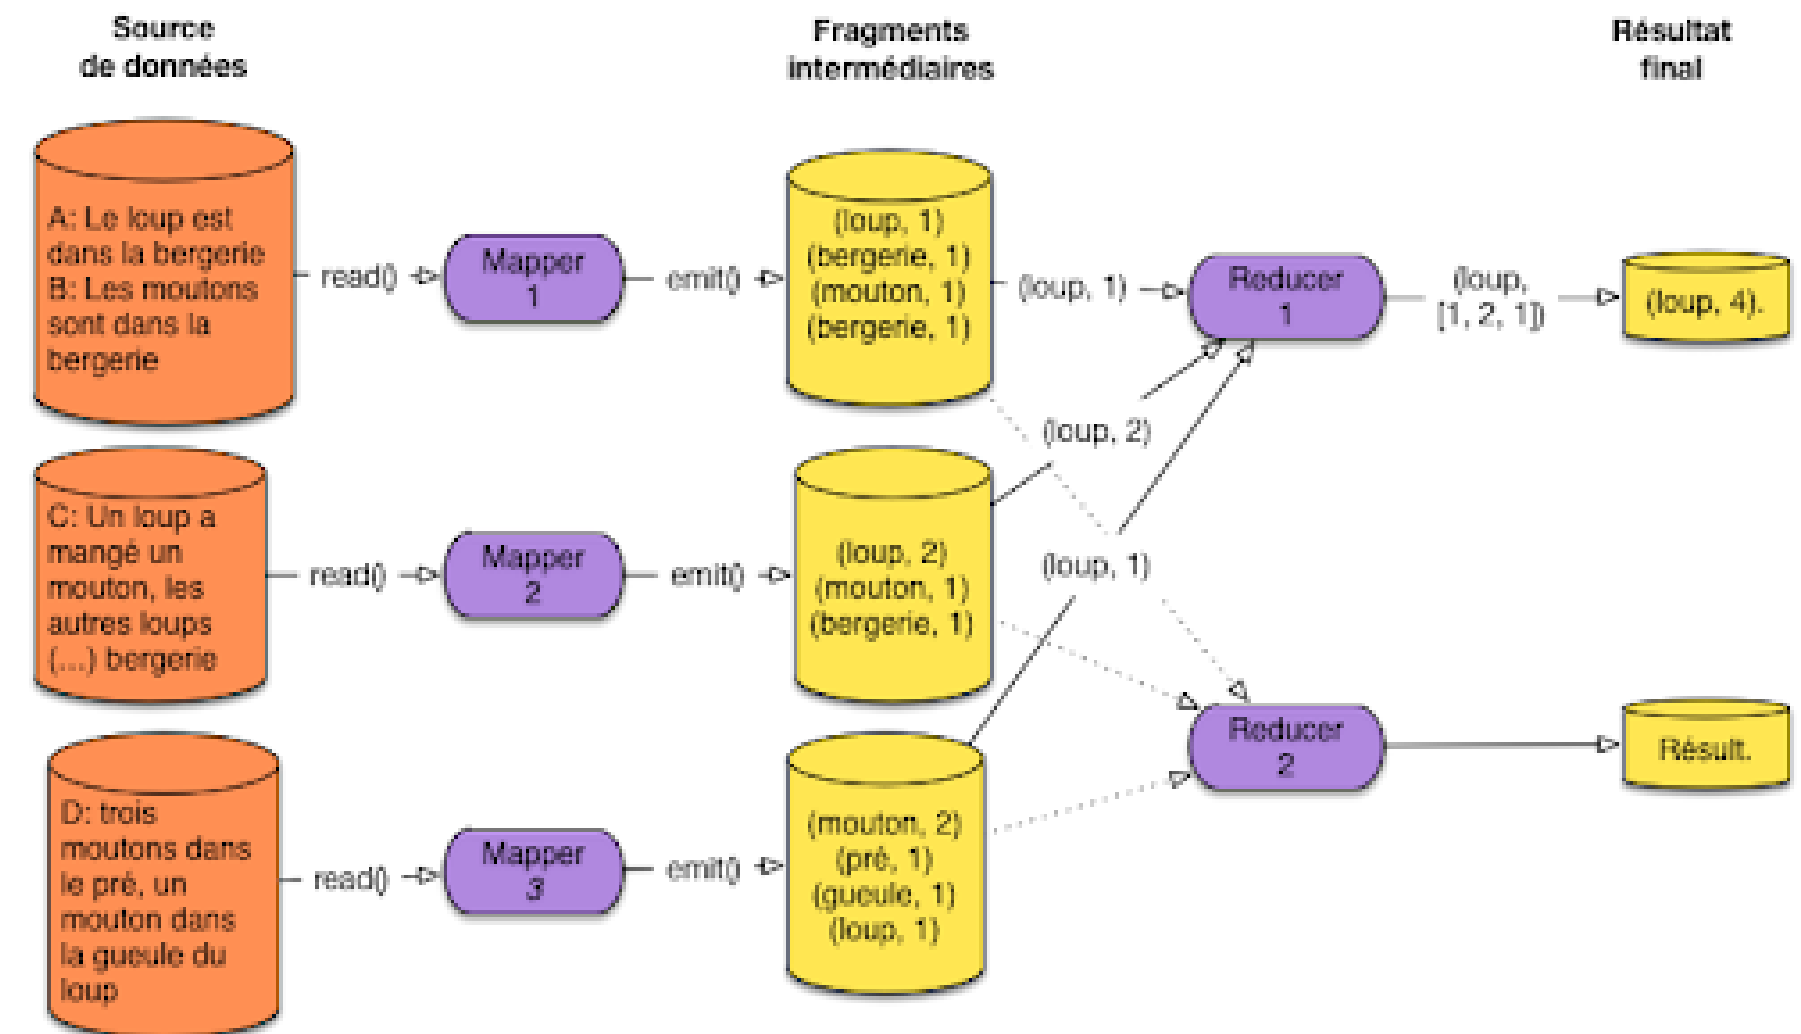 Source
de données
Fragments
intermédiaires
Résultat
final
A: Le loup est
dans la bergerie
B: Les moutons
sont dans la
bergerie
read()
Mapper
1
emit()
(loup, 1)
(bergerie, 1)
(mouton, 1)
(bergerie, 1)
(loup, 1)
Reducer
1
(loup,
[1, 2, 1])
(loup, 4).
(loup, 2)
C: Un loup a
mangé un
mouton, les
autres loups
(...) bergerie
read()
Mapper
2
emit()
(loup, 2)
(mouton, 1)
(bergerie, 1)
(loup, 1)
D: trois
moutons dans
le pré, un
mouton dans
la gueule du
loup
read()
Mapper
3
emit()
(mouton, 2)
(pré, 1)
(gueule, 1)
(loup, 1)
Reducer
2
Résult.